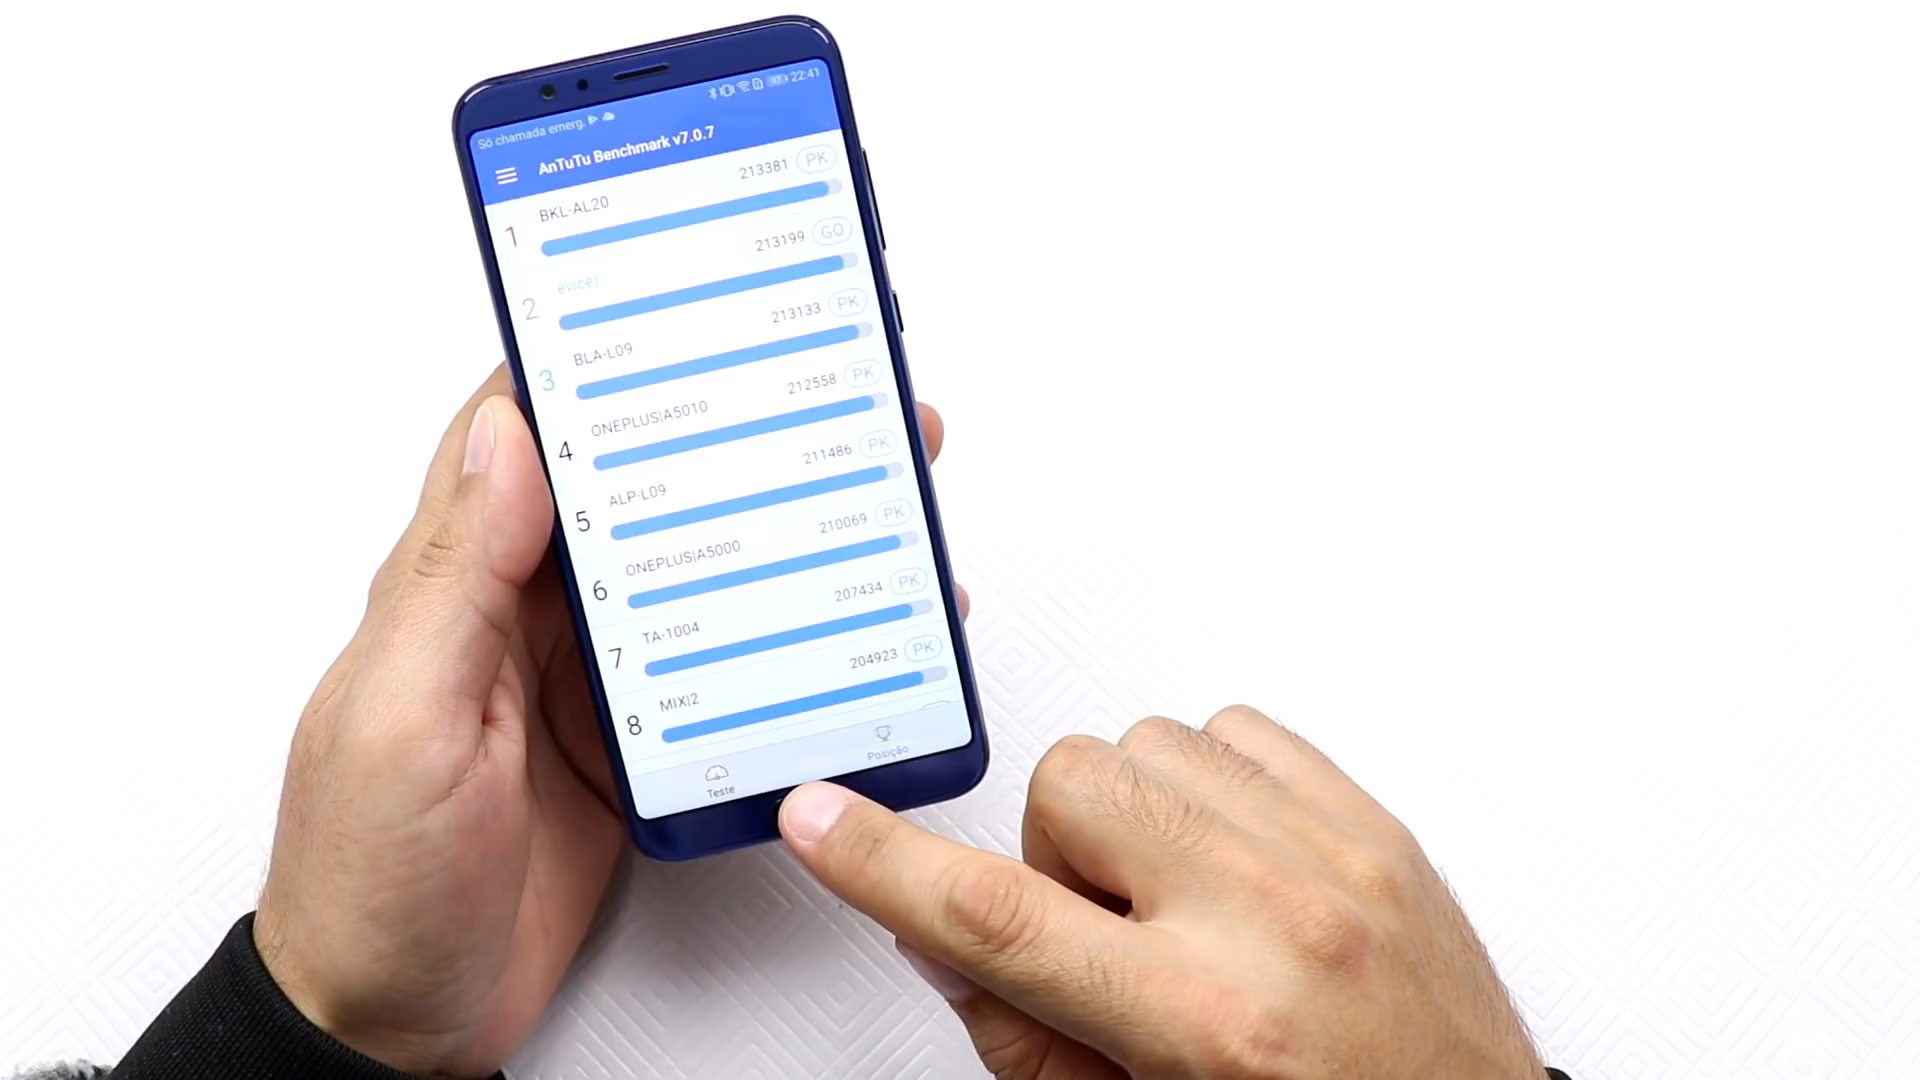 Só chamada emerg.
22:41
AnTuTu Benchmark v7.0.7
1 BKL-AL20 213381 PK
2 evice) 213199 GO
3 BLA-L09 213133 PK
4 ONEPLUS|A5010 212558 PK
5 ALP-L09 211486 PK
6 ONEPLUS|A5000 210069 PK
7 TA-1004 207434 PK
8 MIX|2 204923 PK
Teste
Posição